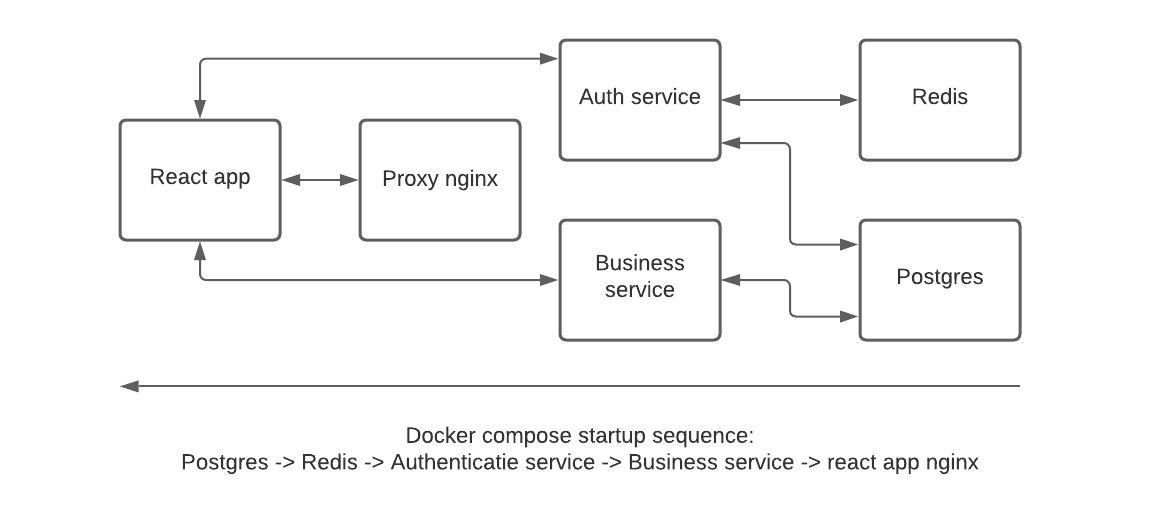 Auth service
Redis
React app
Proxy nginx
Business
service
Postgres
Docker compose startup sequence:
Postgres -> Redis -> Authenticatie service -> Business service -> react app nginx